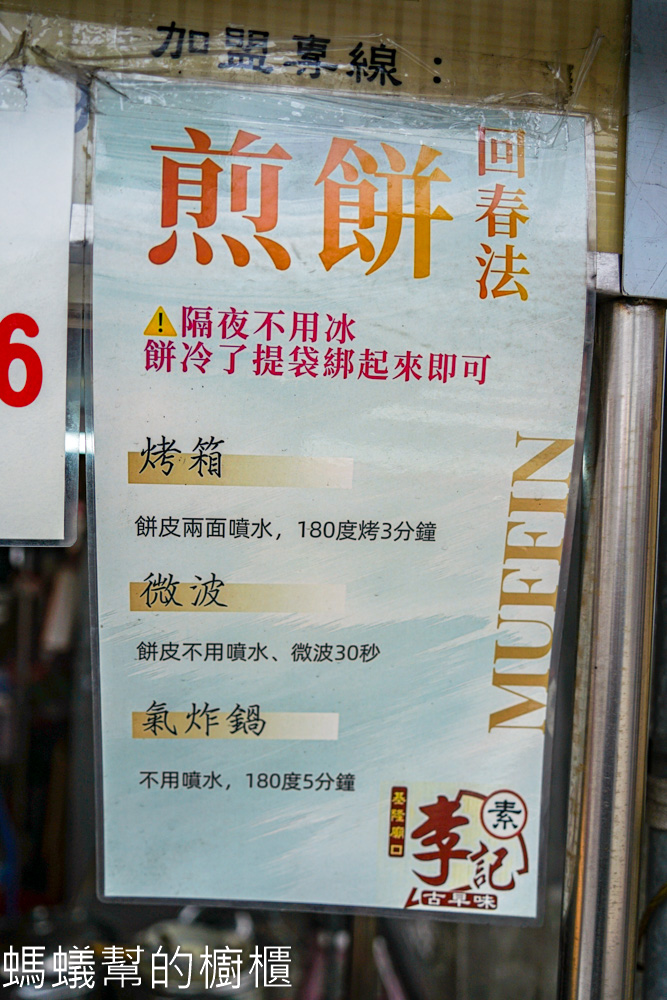 加盟專線：
6
煎餅
回春法
⚠隔夜不用冰
餅冷了提袋綁起來即可
烤箱
餅皮兩面噴水，180度烤3分鐘
微波
餅皮不用噴水、微波30秒
氣炸鍋
不用噴水，180度5分鐘
MUFFIN
基隆廟口
李記
素
古早味
螞蟻幫的櫥櫃